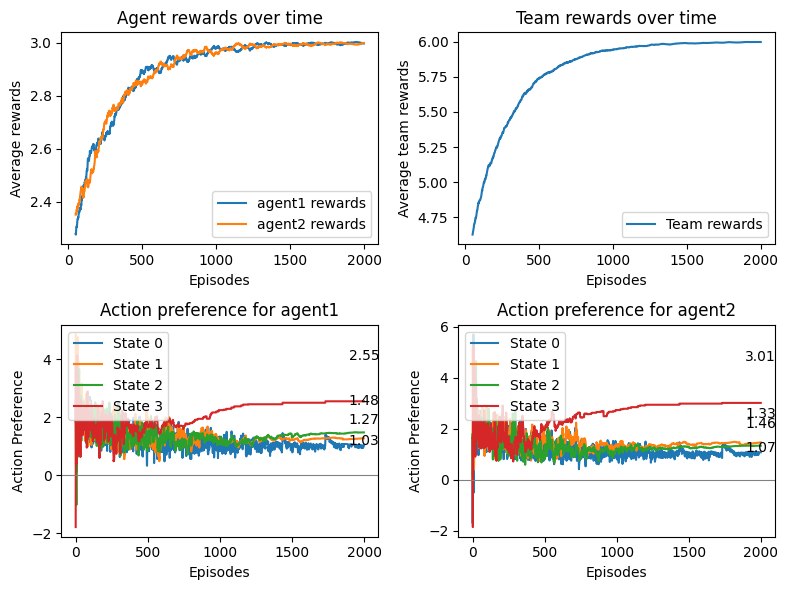 Agent rewards over time
Average rewards
3.0
2.8
2.6
2.4
agent1 rewards
agent2 rewards
0 500 1000 1500 2000
Episodes
Team rewards over time
Average team rewards
6.00
5.75
5.50
5.25
5.00
4.75
Team rewards
0 500 1000 1500 2000
Episodes
Action preference for agent1
Action Preference
4
2
0
−2
State 0
State 1
State 2
State 3
2.55
1.48
1.27
1.03
0 500 1000 1500 2000
Episodes
Action preference for agent2
Action Preference
6
4
2
0
−2
State 0
State 1
State 2
State 3
3.01
1.33
1.46
1.07
0 500 1000 1500 2000
Episodes